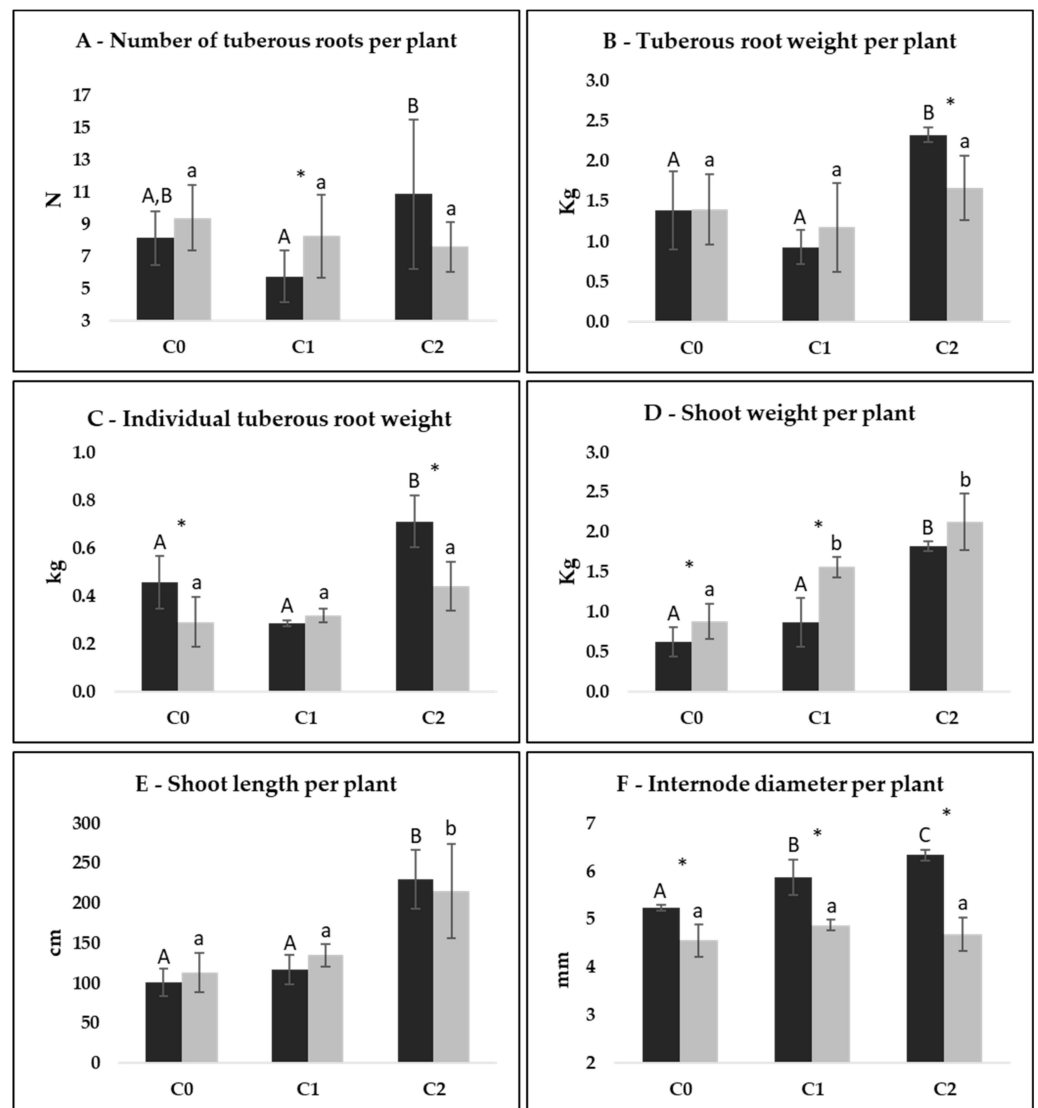 A - Number of tuberous roots per plant
17
15
13
11
9
7
5
3
N
A,B
a
*
A
a
B
a
C0
C1
C2
B - Tuberous root weight per plant
3.0
2.5
2.0
1.5
1.0
0.5
0.0
Kg
A
a
A
a
B
*
a
C0
C1
C2
C - Individual tuberous root weight
1.0
0.8
0.6
0.4
0.2
0.0
kg
A
*
a
A
a
B
*
a
C0
C1
C2
D - Shoot weight per plant
3.0
2.5
2.0
1.5
1.0
0.5
0.0
Kg
A
*
a
A
*
b
B
b
C0
C1
C2
E - Shoot length per plant
300
250
200
150
100
50
0
cm
A
a
A
a
B
b
C0
C1
C2
F - Internode diameter per plant
7
6
5
4
3
2
mm
A
*
a
B
*
a
C
*
a
C0
C1
C2